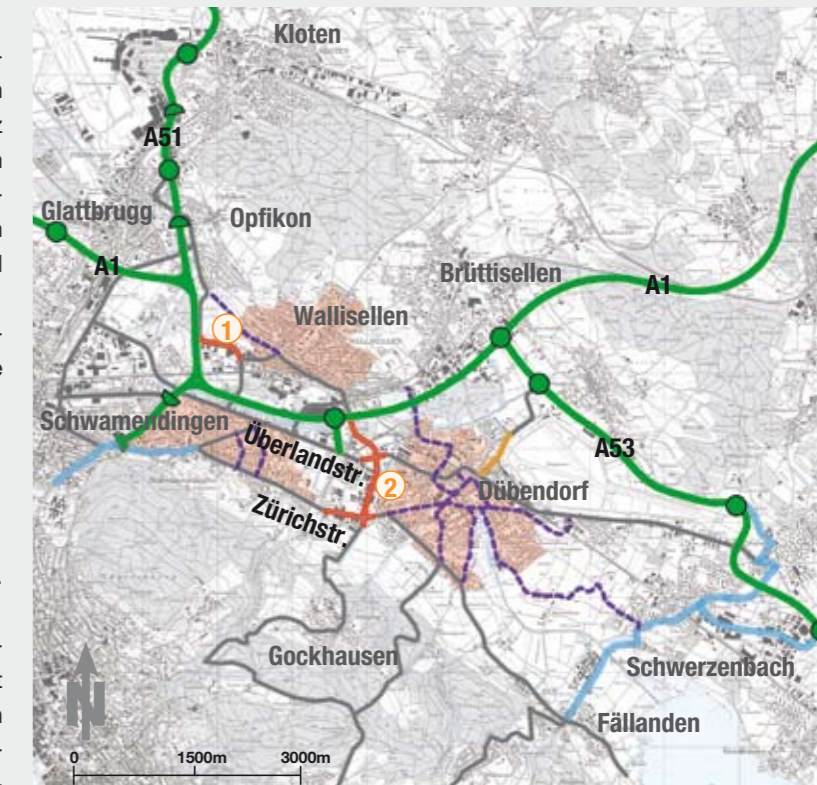 Kloten
A51
Glattbrugg
Opfikon
A1
Brüttisellen
A1
1
Wallisellen
Schwamendingen
Überlandstr.
A53
2
Dübendorf
Zürichstr.
Gockhausen
Schwerzenbach
Fällanden
N
0 1500m 3000m